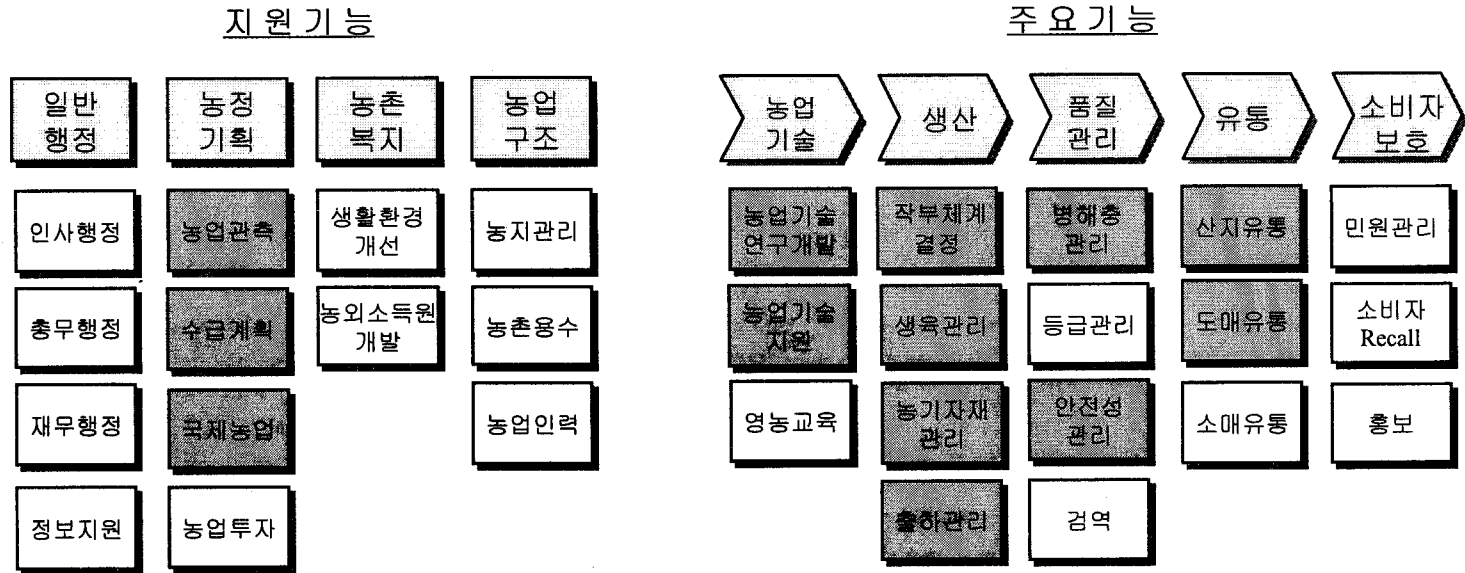 지원기능
일반
행정
인사행정
총무행정
재무행정
정보지원
농정
기획
농업관측
수급계획
국제농업
농업투자
농촌
복지
생활환경
개선
농외소득원
개발
농업
구조
농지관리
농촌용수
농업인력
주요기능
농업
기술
농업기술
연구개발
농업기술
지원
영농교육
생산
작부체계
결정
생육관리
농기자재
관리
출하관리
품질
관리
병해충
관리
등급관리
안전성
관리
검역
유통
산지유통
도매유통
소매유통
소비자
보호
민원관리
소비자
Recall
홍보